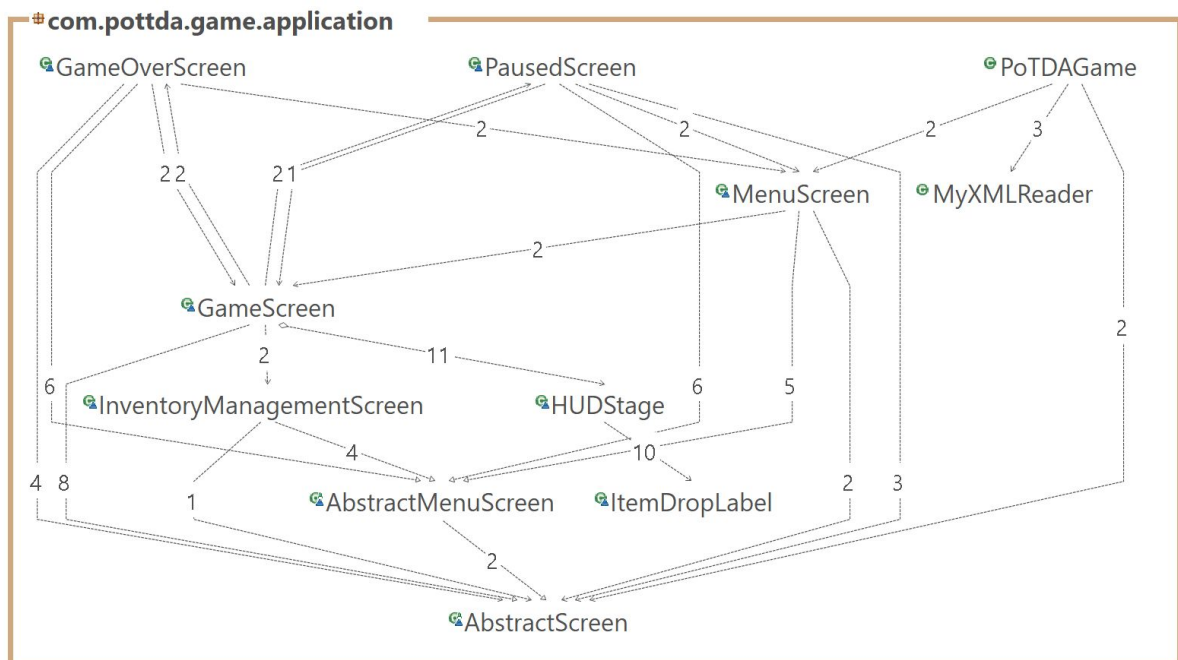 com.pottda.game.application
GameOverScreen PausedScreen PoTDAGame
2 2 2 3
2 2 2 1
MenuScreen MyXMLReader
2
GameScreen
2
2 11
6 6 5
InventoryManagementScreen HUDStage
4 10
4 8 2 3
1
AbstractMenuScreen ItemDropLabel
2
AbstractScreen